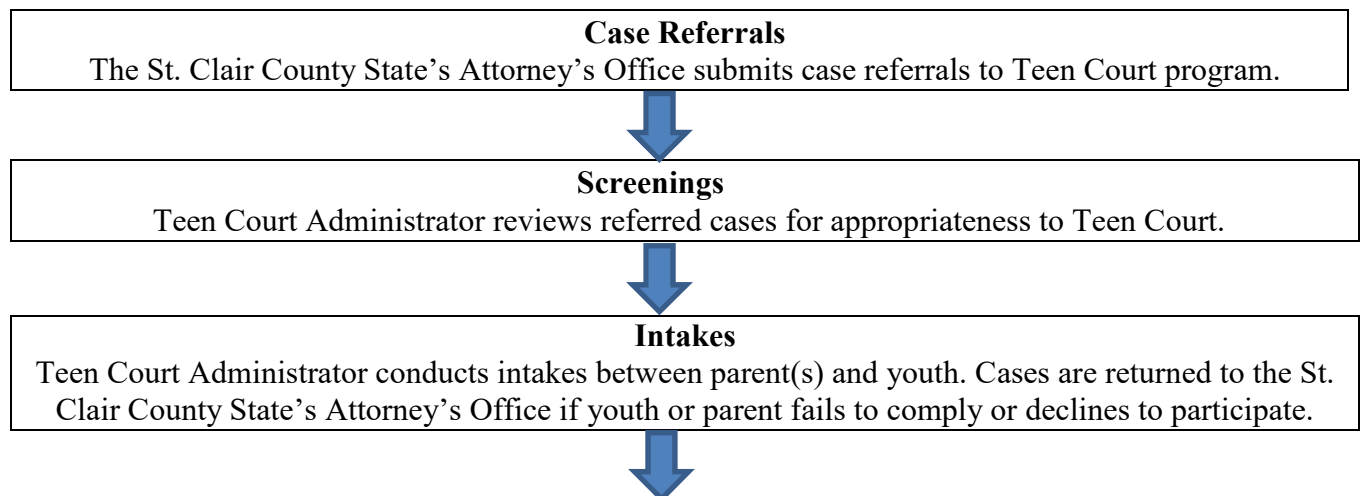 Case Referrals
The St. Clair County State’s Attorney’s Office submits case referrals to Teen Court program.
Screenings
Teen Court Administrator reviews referred cases for appropriateness to Teen Court.
Intakes
Teen Court Administrator conducts intakes between parent(s) and youth. Cases are returned to the St.
Clair County State’s Attorney’s Office if youth or parent fails to comply or declines to participate.